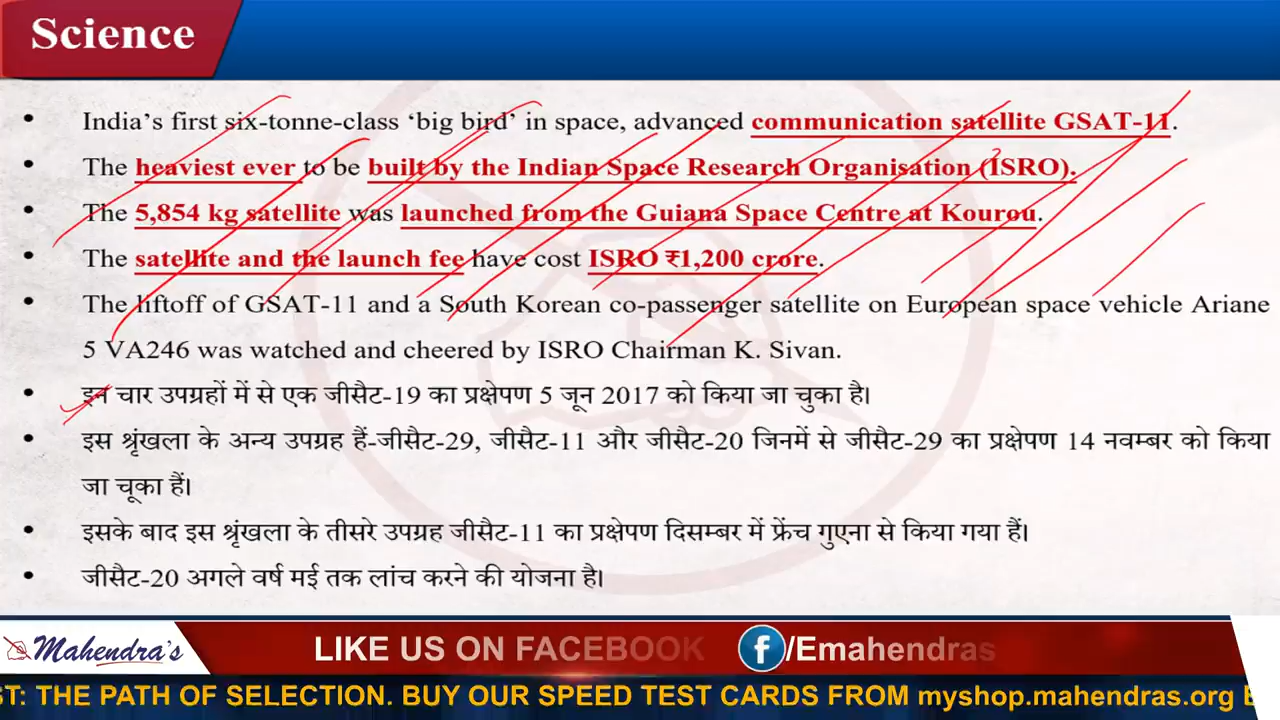 Science
• India's first six-tonne-class 'big bird' in space, advanced communication satellite GSAT-11.
• The heaviest ever to be built by the Indian Space Research Organisation (ISRO).
• The 5,854 kg satellite was launched from the Guiana Space Centre at Kourou.
• The satellite and the launch fee have cost ISRO ₹1,200 crore.
• The liftoff of GSAT-11 and a South Korean co-passenger satellite on European space vehicle Ariane
5 VA246 was watched and cheered by ISRO Chairman K. Sivan.
• इन चार उपग्रहों में से एक जीसैट-19 का प्रक्षेपण 5 जून 2017 को किया जा चुका है।
• इस श्रृंखला के अन्य उपग्रह हैं-जीसैट-29, जीसैट-11 और जीसैट-20 जिनमें से जीसैट-29 का प्रक्षेपण 14 नवम्बर को किया
जा चूका हैं।
• इसके बाद इस श्रृंखला के तीसरे उपग्रह जीसैट-11 का प्रक्षेपण दिसम्बर में फ्रेंच गुएना से किया गया हैं।
• जीसैट-20 अगले वर्ष मई तक लांच करने की योजना है।
Mahendra's
LIKE US ON FACEBOOK /Emahendras
ST: THE PATH OF SELECTION. BUY OUR SPEED TEST CARDS FROM myshop.mahendras.org